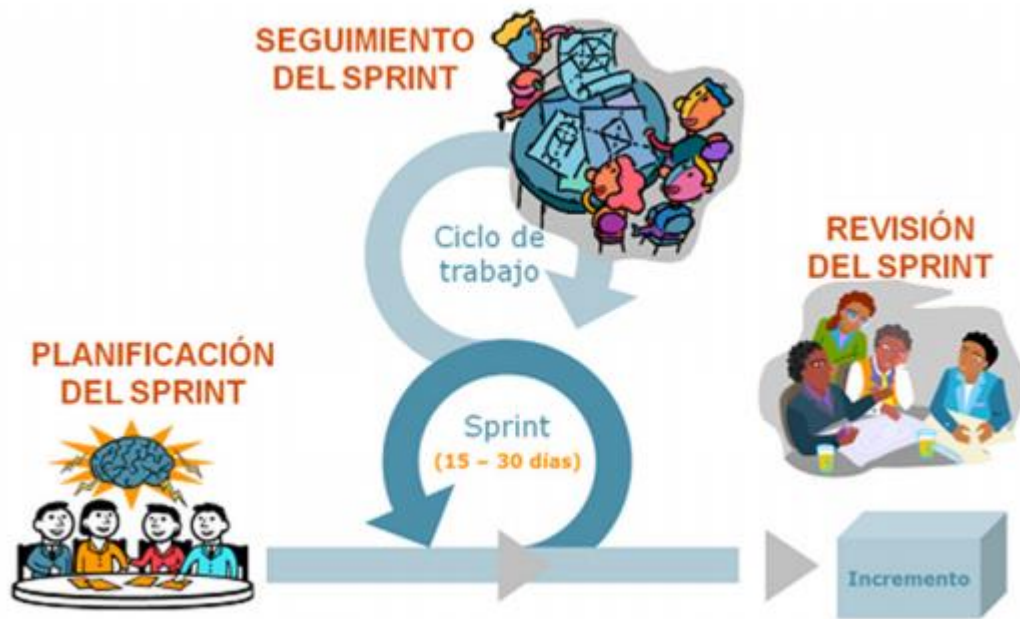 SEGUIMIENTO
DEL SPRINT
Ciclo de
trabajo
REVISIÓN
DEL SPRINT
PLANIFICACIÓN
DEL SPRINT
Sprint
(15 – 30 días)
Incremento